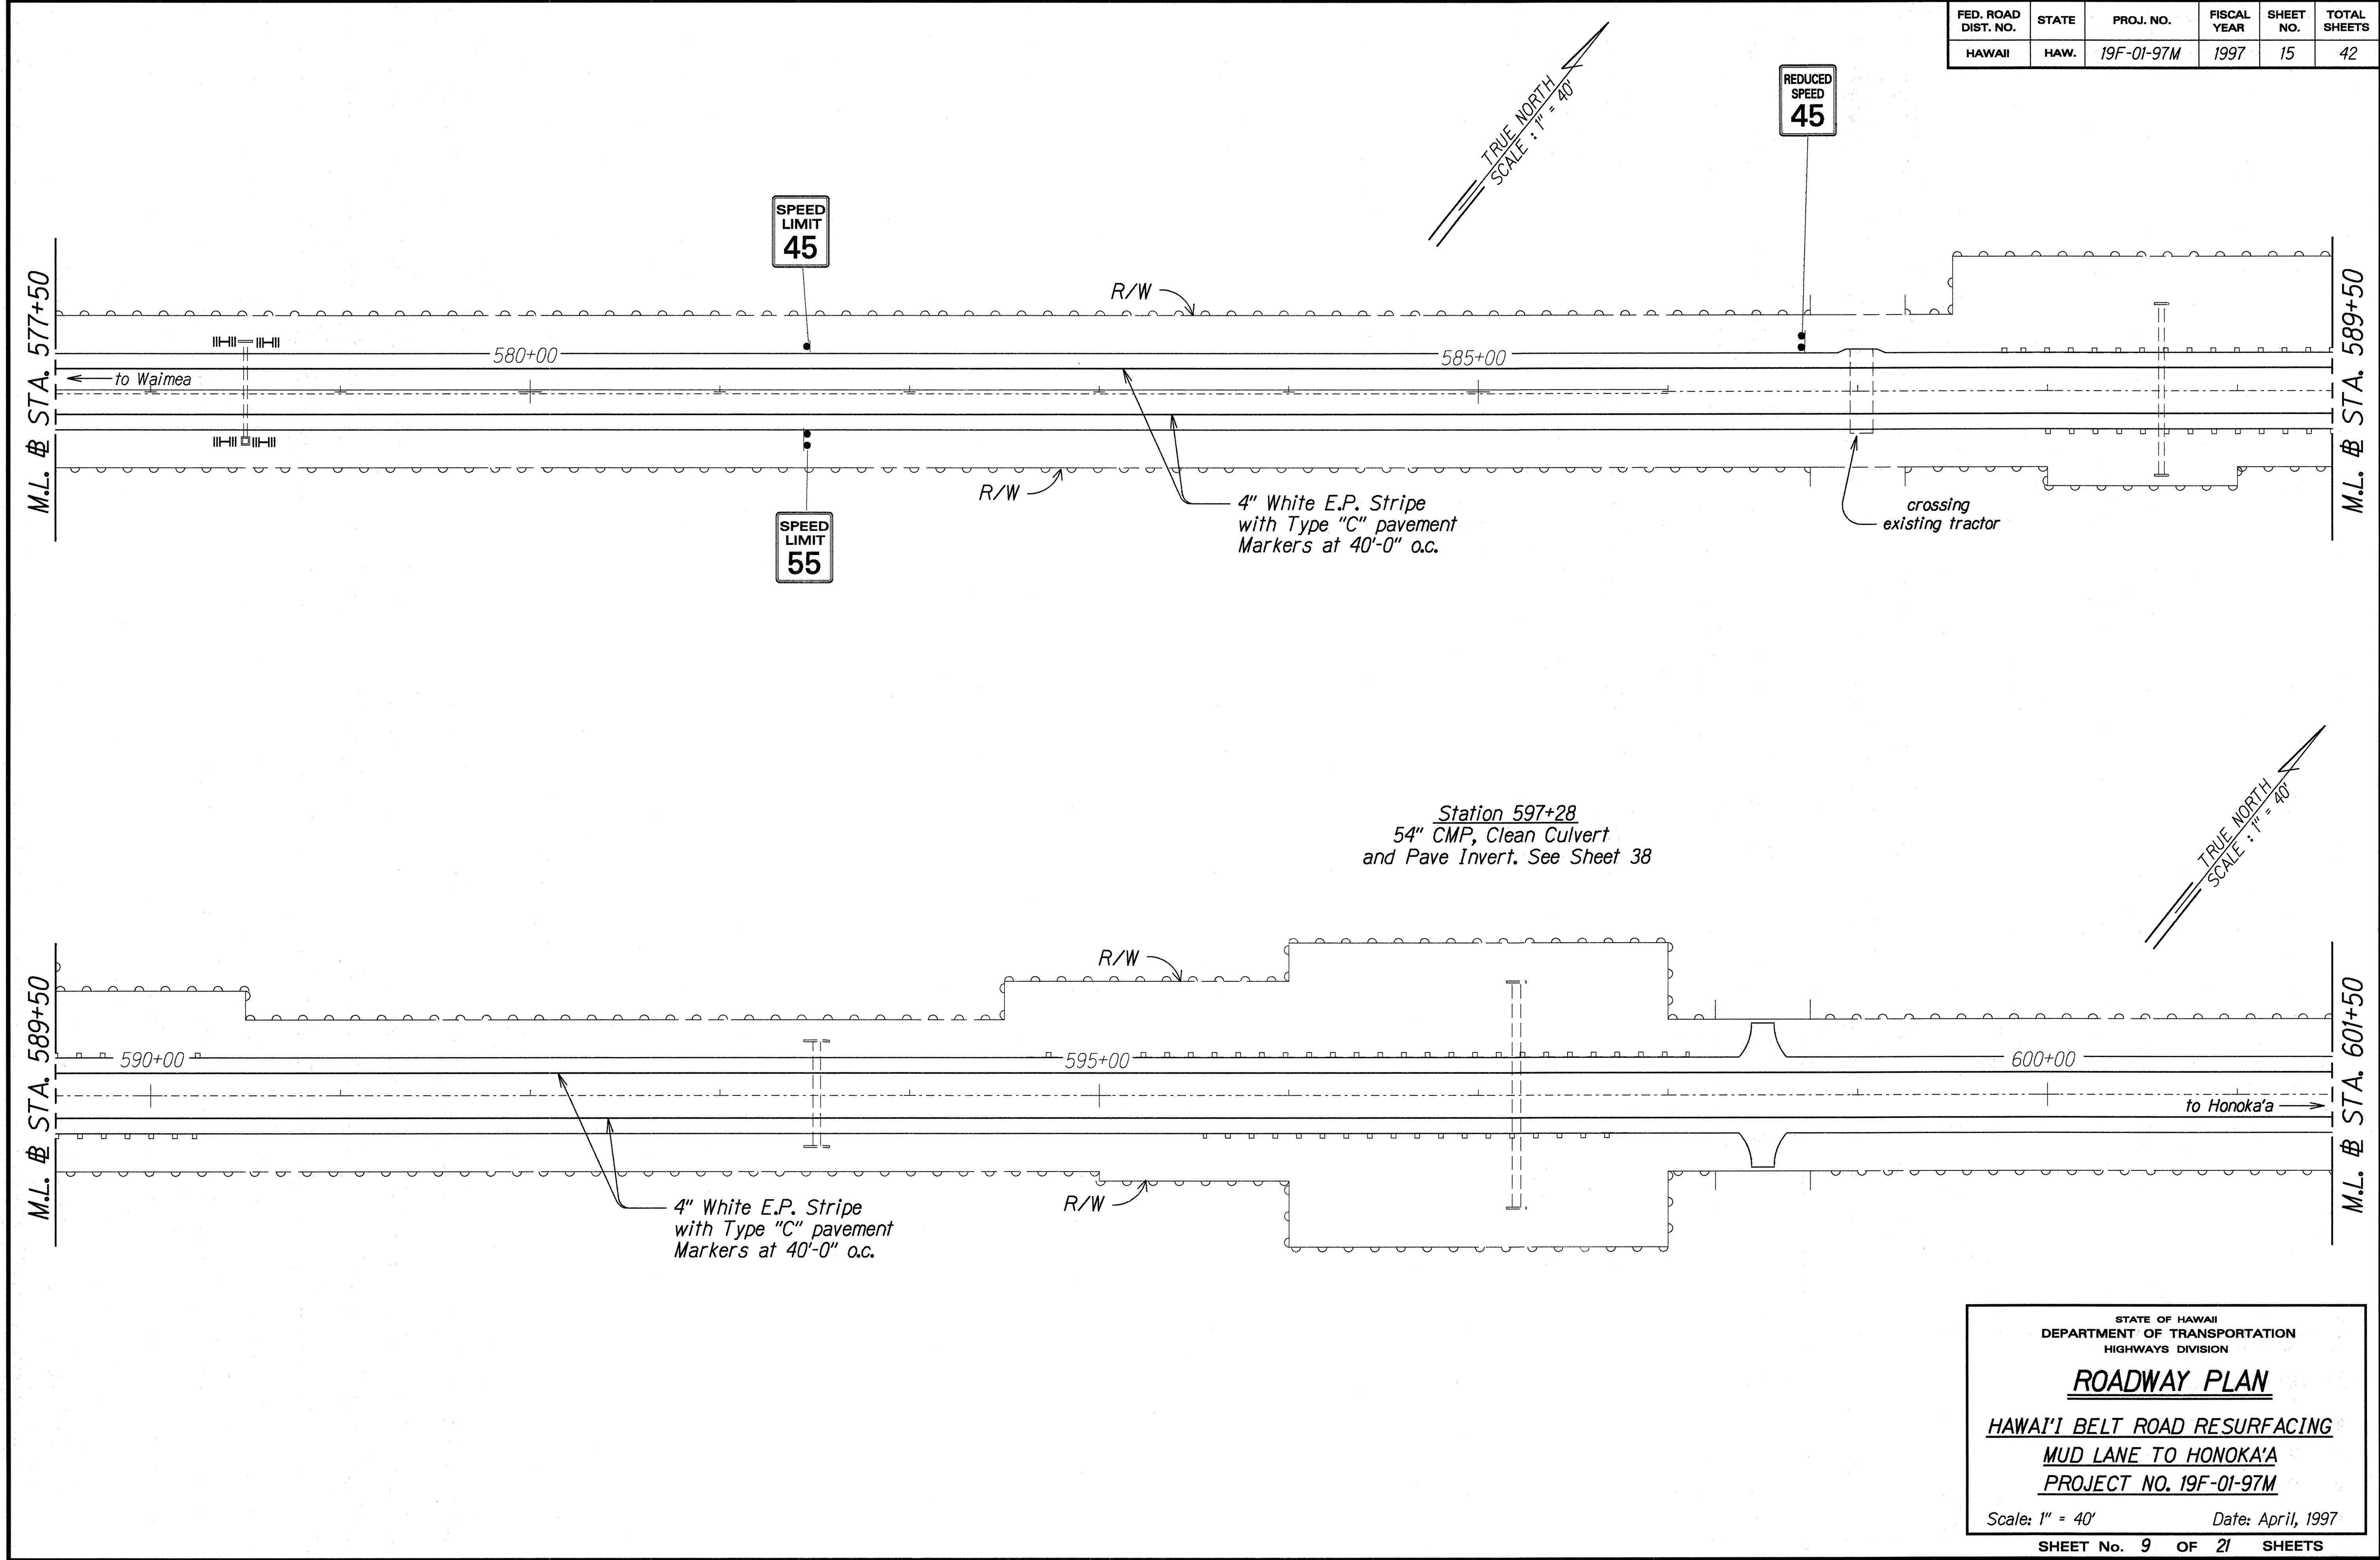 FED. ROAD DIST. NO. STATE PROJ. NO. FISCAL YEAR SHEET NO. TOTAL SHEETS
HAWAII HAW. 19F-01-97M 1997 15 42
TRUE NORTH
SCALE : 1" = 40'
REDUCED
SPEED
45
SPEED
LIMIT
45
M.L. ⅊ STA. 577+50
R/W
580+00
585+00
to Waimea
R/W
4" White E.P. Stripe
with Type "C" pavement
Markers at 40'-0" o.c.
crossing
existing tractor
SPEED
LIMIT
55
M.L. ⅊ STA. 589+50
TRUE NORTH
SCALE : 1" = 40'
Station 597+28
54" CMP, Clean Culvert
and Pave Invert. See Sheet 38
M.L. ⅊ STA. 589+50
R/W
590+00
595+00
600+00
to Honoka'a
4" White E.P. Stripe
with Type "C" pavement
Markers at 40'-0" o.c.
R/W
M.L. ⅊ STA. 601+50
STATE OF HAWAII
DEPARTMENT OF TRANSPORTATION
HIGHWAYS DIVISION
ROADWAY PLAN
HAWAI'I BELT ROAD RESURFACING
MUD LANE TO HONOKA'A
PROJECT NO. 19F-01-97M
Scale: 1" = 40' Date: April, 1997
SHEET No. 9 OF 21 SHEETS